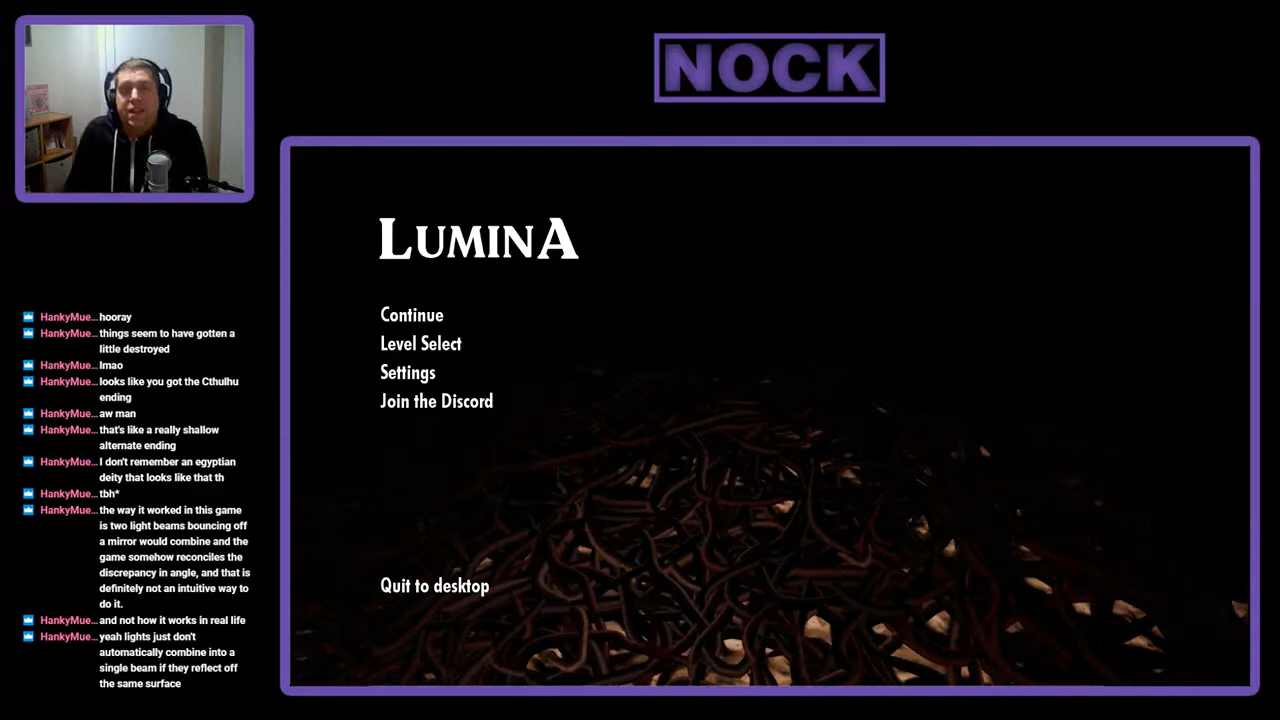 NOCK
LUMINA
Continue
Level Select
Settings
Join the Discord
Quit to desktop
HankyMue... hooray
HankyMue... things seem to have gotten a
little destroyed
HankyMue... lmao
HankyMue... looks like you got the Cthulhu
ending
HankyMue... aw man
HankyMue... that's like a really shallow
alternate ending
HankyMue... I don't remember an egyptian
deity that looks like that th
HankyMue... tbh*
HankyMue... the way it worked in this game
is two light beams bouncing off
a mirror would combine and the
game somehow reconciles the
discrepancy in angle, and that is
definitely not an intuitive way to
do it.
HankyMue... and not how it works in real life
HankyMue... yeah lights just don't
automatically combine into a
single beam if they reflect off
the same surface